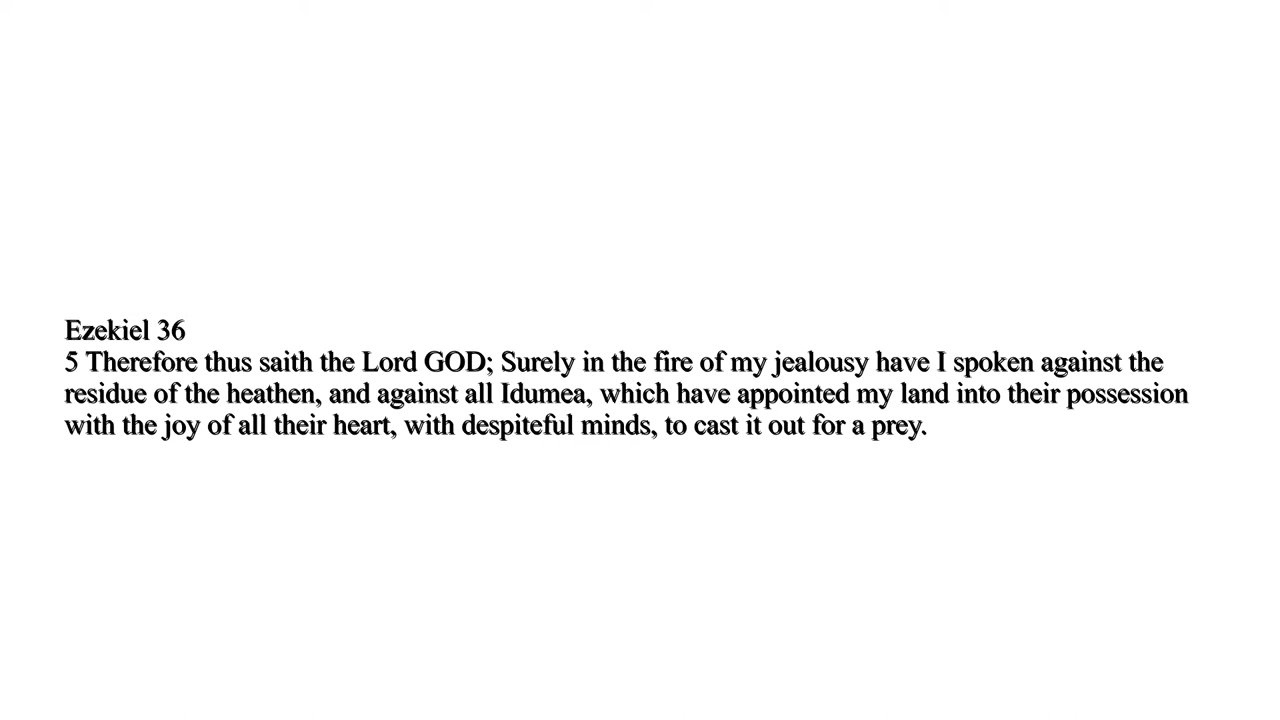 Ezekiel 36
5 Therefore thus saith the Lord GOD; Surely in the fire of my jealousy have I spoken against the
residue of the heathen, and against all Idumea, which have appointed my land into their possession
with the joy of all their heart, with despiteful minds, to cast it out for a prey.